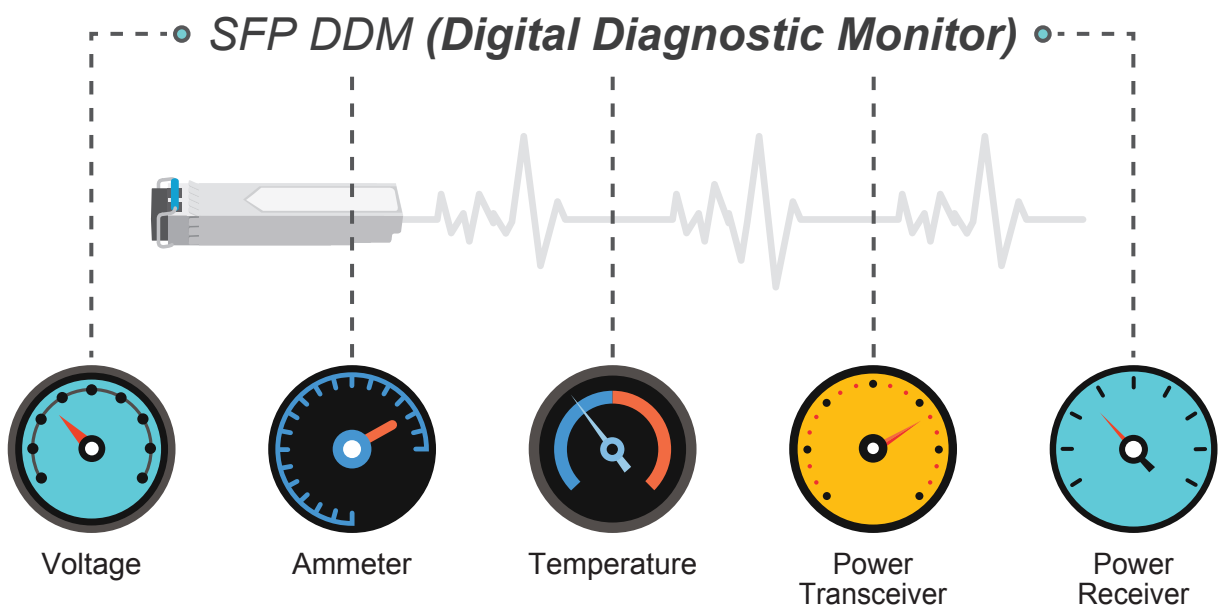 SFP DDM (Digital Diagnostic Monitor)
Voltage
Ammeter
Temperature
Power
Transceiver
Power
Receiver